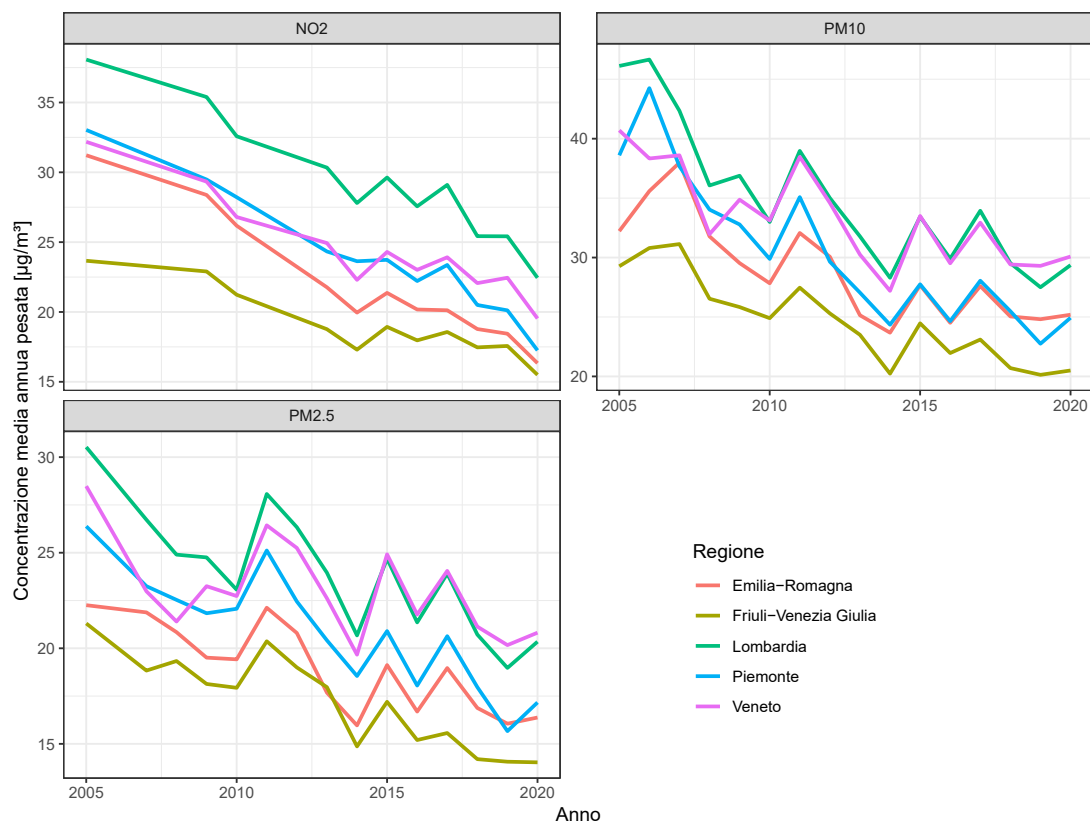 NO2
PM10
35
30
25
20
15
40
30
20
2005
2010
2015
2020
PM2.5
30
25
20
15
2005
2010
2015
2020
Concentrazione media annua pesata [µg/m³]
Anno
Regione
Emilia−Romagna
Friuli−Venezia Giulia
Lombardia
Piemonte
Veneto